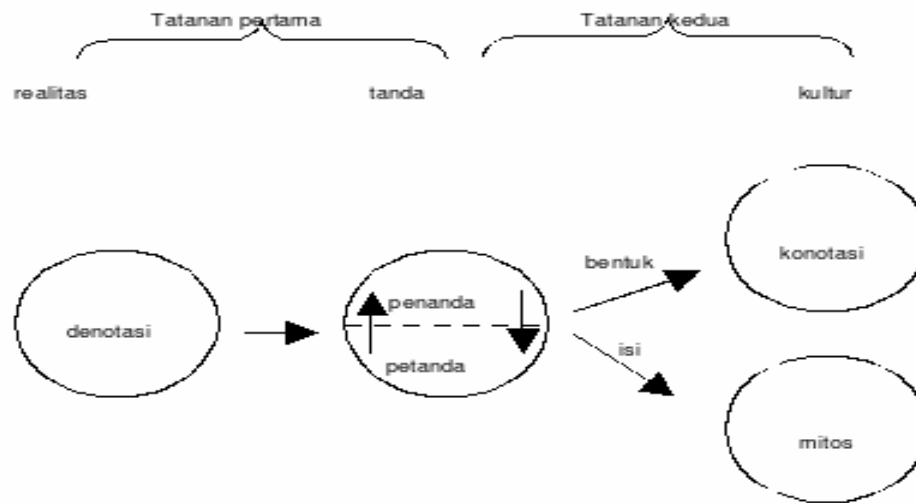 Tatanan pertama
Tatanan kedua
realitas
tanda
kultur
denotasi
penanda
petanda
bentuk
isi
konotasi
mitos